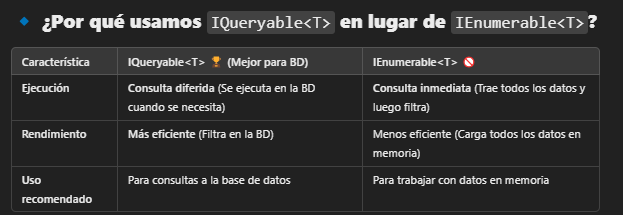 🔹 ¿Por qué usamos IQueryable<T> en lugar de IEnumerable<T>?
Característica IQueryable<T> 🏆 (Mejor para BD) IEnumerable<T> 🚫
Ejecución Consulta diferida (Se ejecuta en la BD Consulta inmediata (Trae todos los datos y
cuando se necesita) luego filtra)
Rendimiento Más eficiente (Filtra en la BD) Menos eficiente (Carga todos los datos en
memoria)
Uso Para consultas a la base de datos Para trabajar con datos en memoria
recomendado